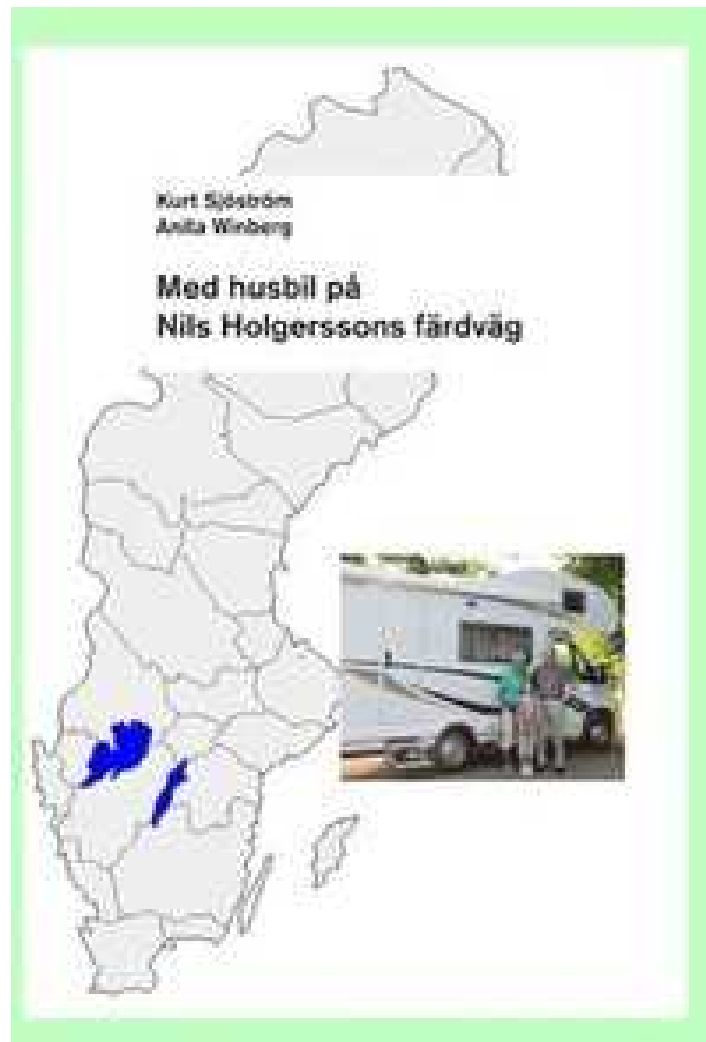 Kurt Sjöström
Anita Winberg
Med husbil på
Nils Holgerssons färdväg